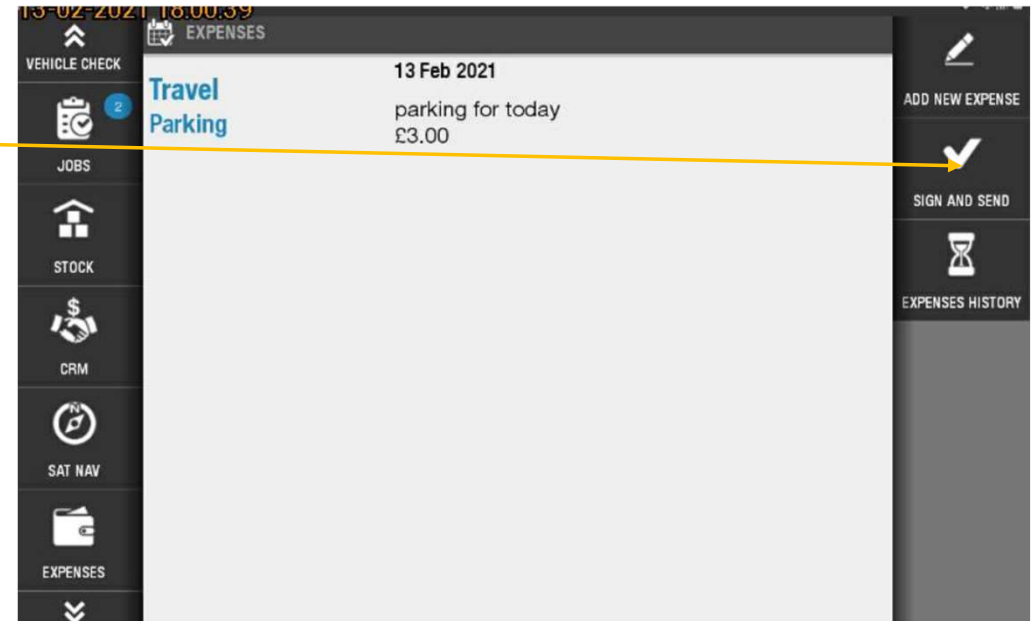 13-02-2021 18:00:39
EXPENSES
VEHICLE CHECK
2
JOBS
STOCK
$
CRM
N
SAT NAV
EXPENSES
Travel
Parking
13 Feb 2021
parking for today
£3.00
ADD NEW EXPENSE
SIGN AND SEND
EXPENSES HISTORY